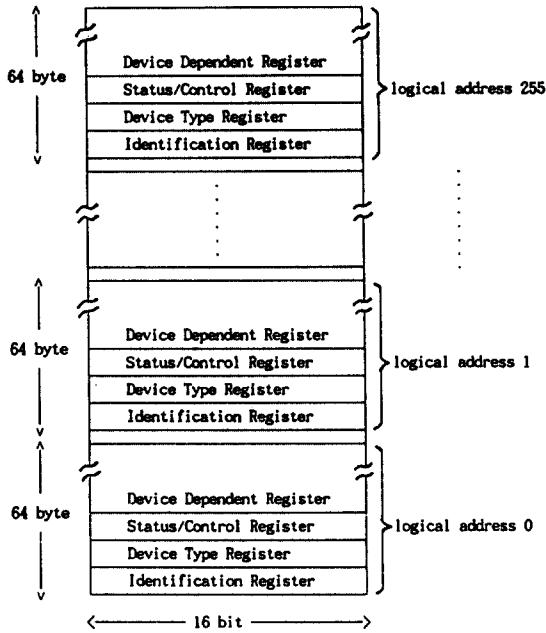 Device Dependent Register
64 byte
Status/Control Register
logical address 255
Device Type Register
Identification Register
Device Dependent Register
64 byte
Status/Control Register
logical address 1
Device Type Register
Identification Register
Device Dependent Register
64 byte
Status/Control Register
logical address 0
Device Type Register
Identification Register
16 bit